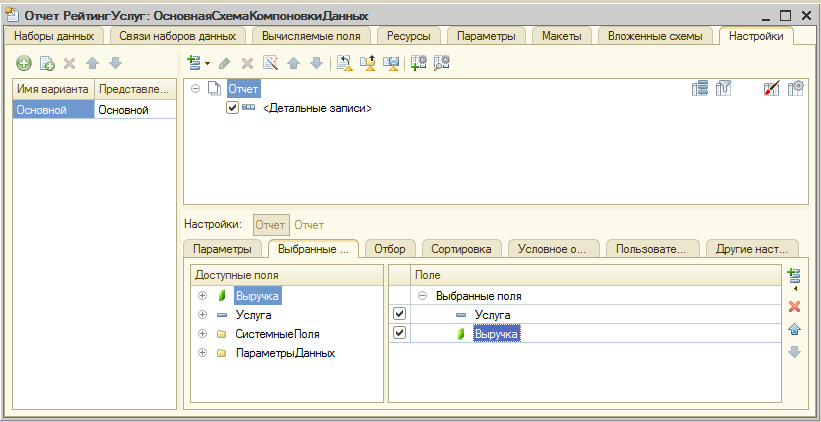 Отчет РейтингУслуг: ОсновнаяСхемаКомпоновкиДанных
Наборы данных Связи наборов данных Вычисляемые поля Ресурсы Параметры Макеты Вложенные схемы Настройки
Имя варианта Представле...
Основной Основной
Отчет
<Детальные записи>
Настройки: Отчет Отчет
Параметры Выбранные ... Отбор Сортировка Условное о... Пользовате... Другие наст...
Доступные поля
Выручка
Услуга
СистемныеПоля
ПараметрыДанных
Поле
Выбранные поля
Услуга
Выручка